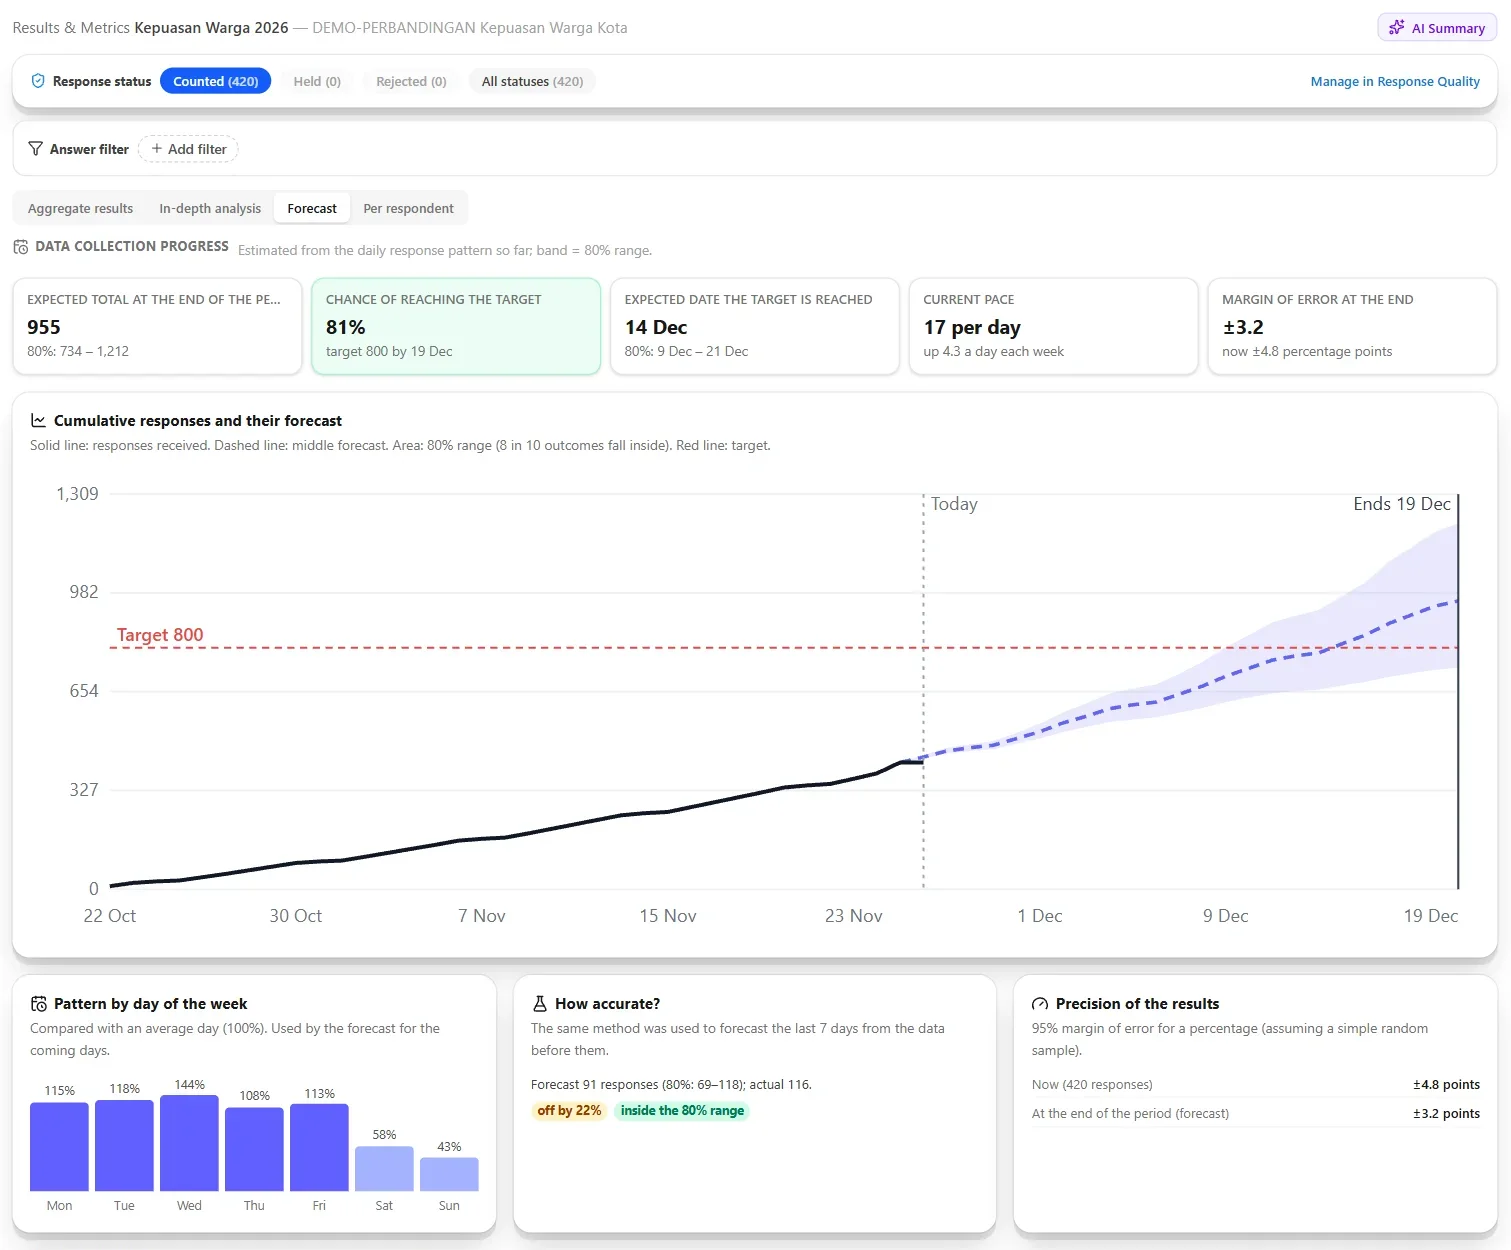 Results & Metrics Kepuasan Warga 2026 — DEMO-PERBANDINGAN Kepuasan Warga Kota
AI Summary
Response status
Counted (420)
Held (0)
Rejected (0)
All statuses (420)
Manage in Response Quality
Answer filter
+ Add filter
Aggregate results
In-depth analysis
Forecast
Per respondent
DATA COLLECTION PROGRESS
Estimated from the daily response pattern so far; band = 80% range.
EXPECTED TOTAL AT THE END OF THE PE...
955
80%: 734 – 1,212
CHANCE OF REACHING THE TARGET
81%
target 800 by 19 Dec
EXPECTED DATE THE TARGET IS REACHED
14 Dec
80%: 9 Dec – 21 Dec
CURRENT PACE
17 per day
up 4.3 a day each week
MARGIN OF ERROR AT THE END
±3.2
now ±4.8 percentage points
Cumulative responses and their forecast
Solid line: responses received. Dashed line: middle forecast. Area: 80% range (8 in 10 outcomes fall inside). Red line: target.
1,309
982
654
327
0
Target 800
Today
Ends 19 Dec
22 Oct
30 Oct
7 Nov
15 Nov
23 Nov
1 Dec
9 Dec
19 Dec
Pattern by day of the week
Compared with an average day (100%). Used by the forecast for the
coming days.
115%
118%
144%
108%
113%
58%
43%
Mon
Tue
Wed
Thu
Fri
Sat
Sun
How accurate?
The same method was used to forecast the last 7 days from the data
before them.
Forecast 91 responses (80%: 69–118); actual 116.
off by 22%
inside the 80% range
Precision of the results
95% margin of error for a percentage (assuming a simple random
sample).
Now (420 responses)
±4.8 points
At the end of the period (forecast)
±3.2 points